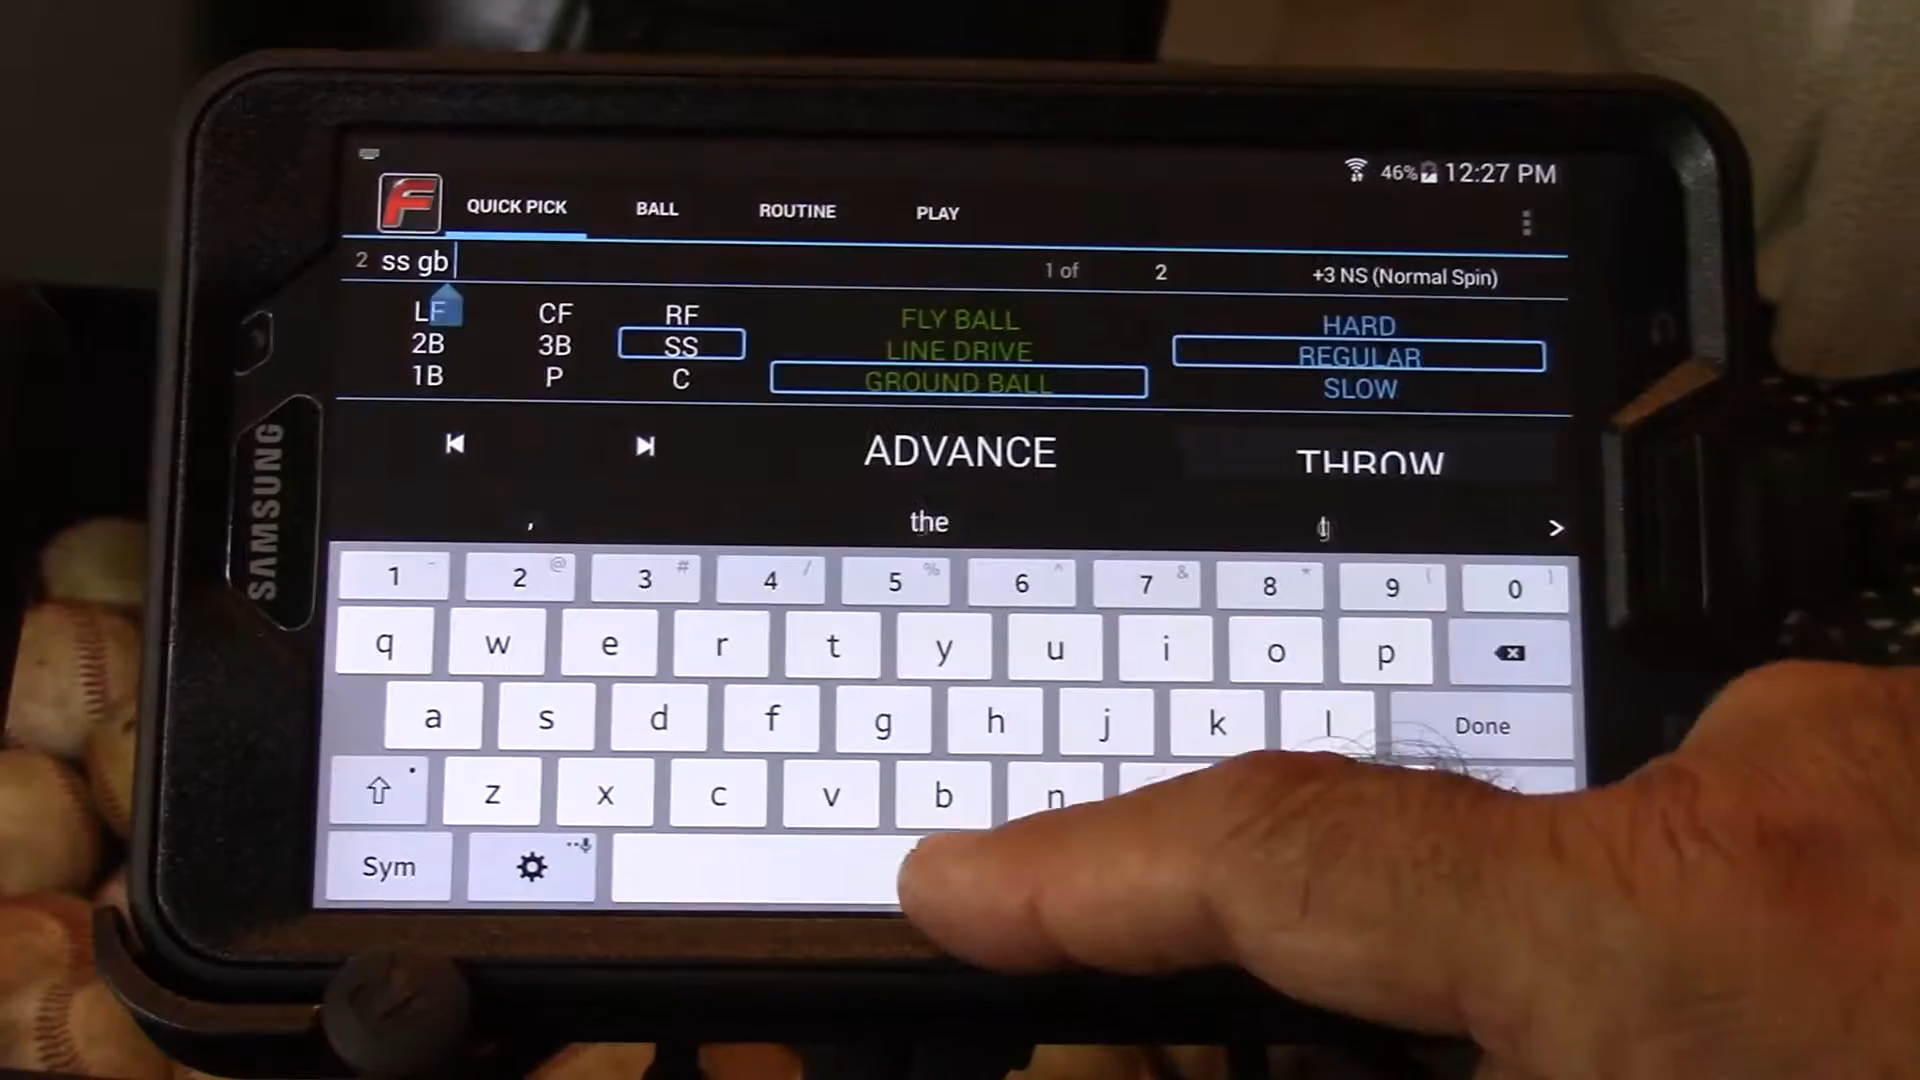 46% 12:27 PM
F QUICK PICK BALL ROUTINE PLAY
2 ss gb 1 of 2 +3 NS (Normal Spin)
LF CF RF FLY BALL HARD
2B 3B SS LINE DRIVE REGULAR
1B P C GROUND BALL SLOW
ADVANCE THROW
, the >
1 2 @ 3 # 4 / 5 % 6 ^ 7 & 8 * 9 ( 0 )
q w e r t y u i o p
a s d f g h j k l Done
z x c v b n
Sym
SAMSUNG